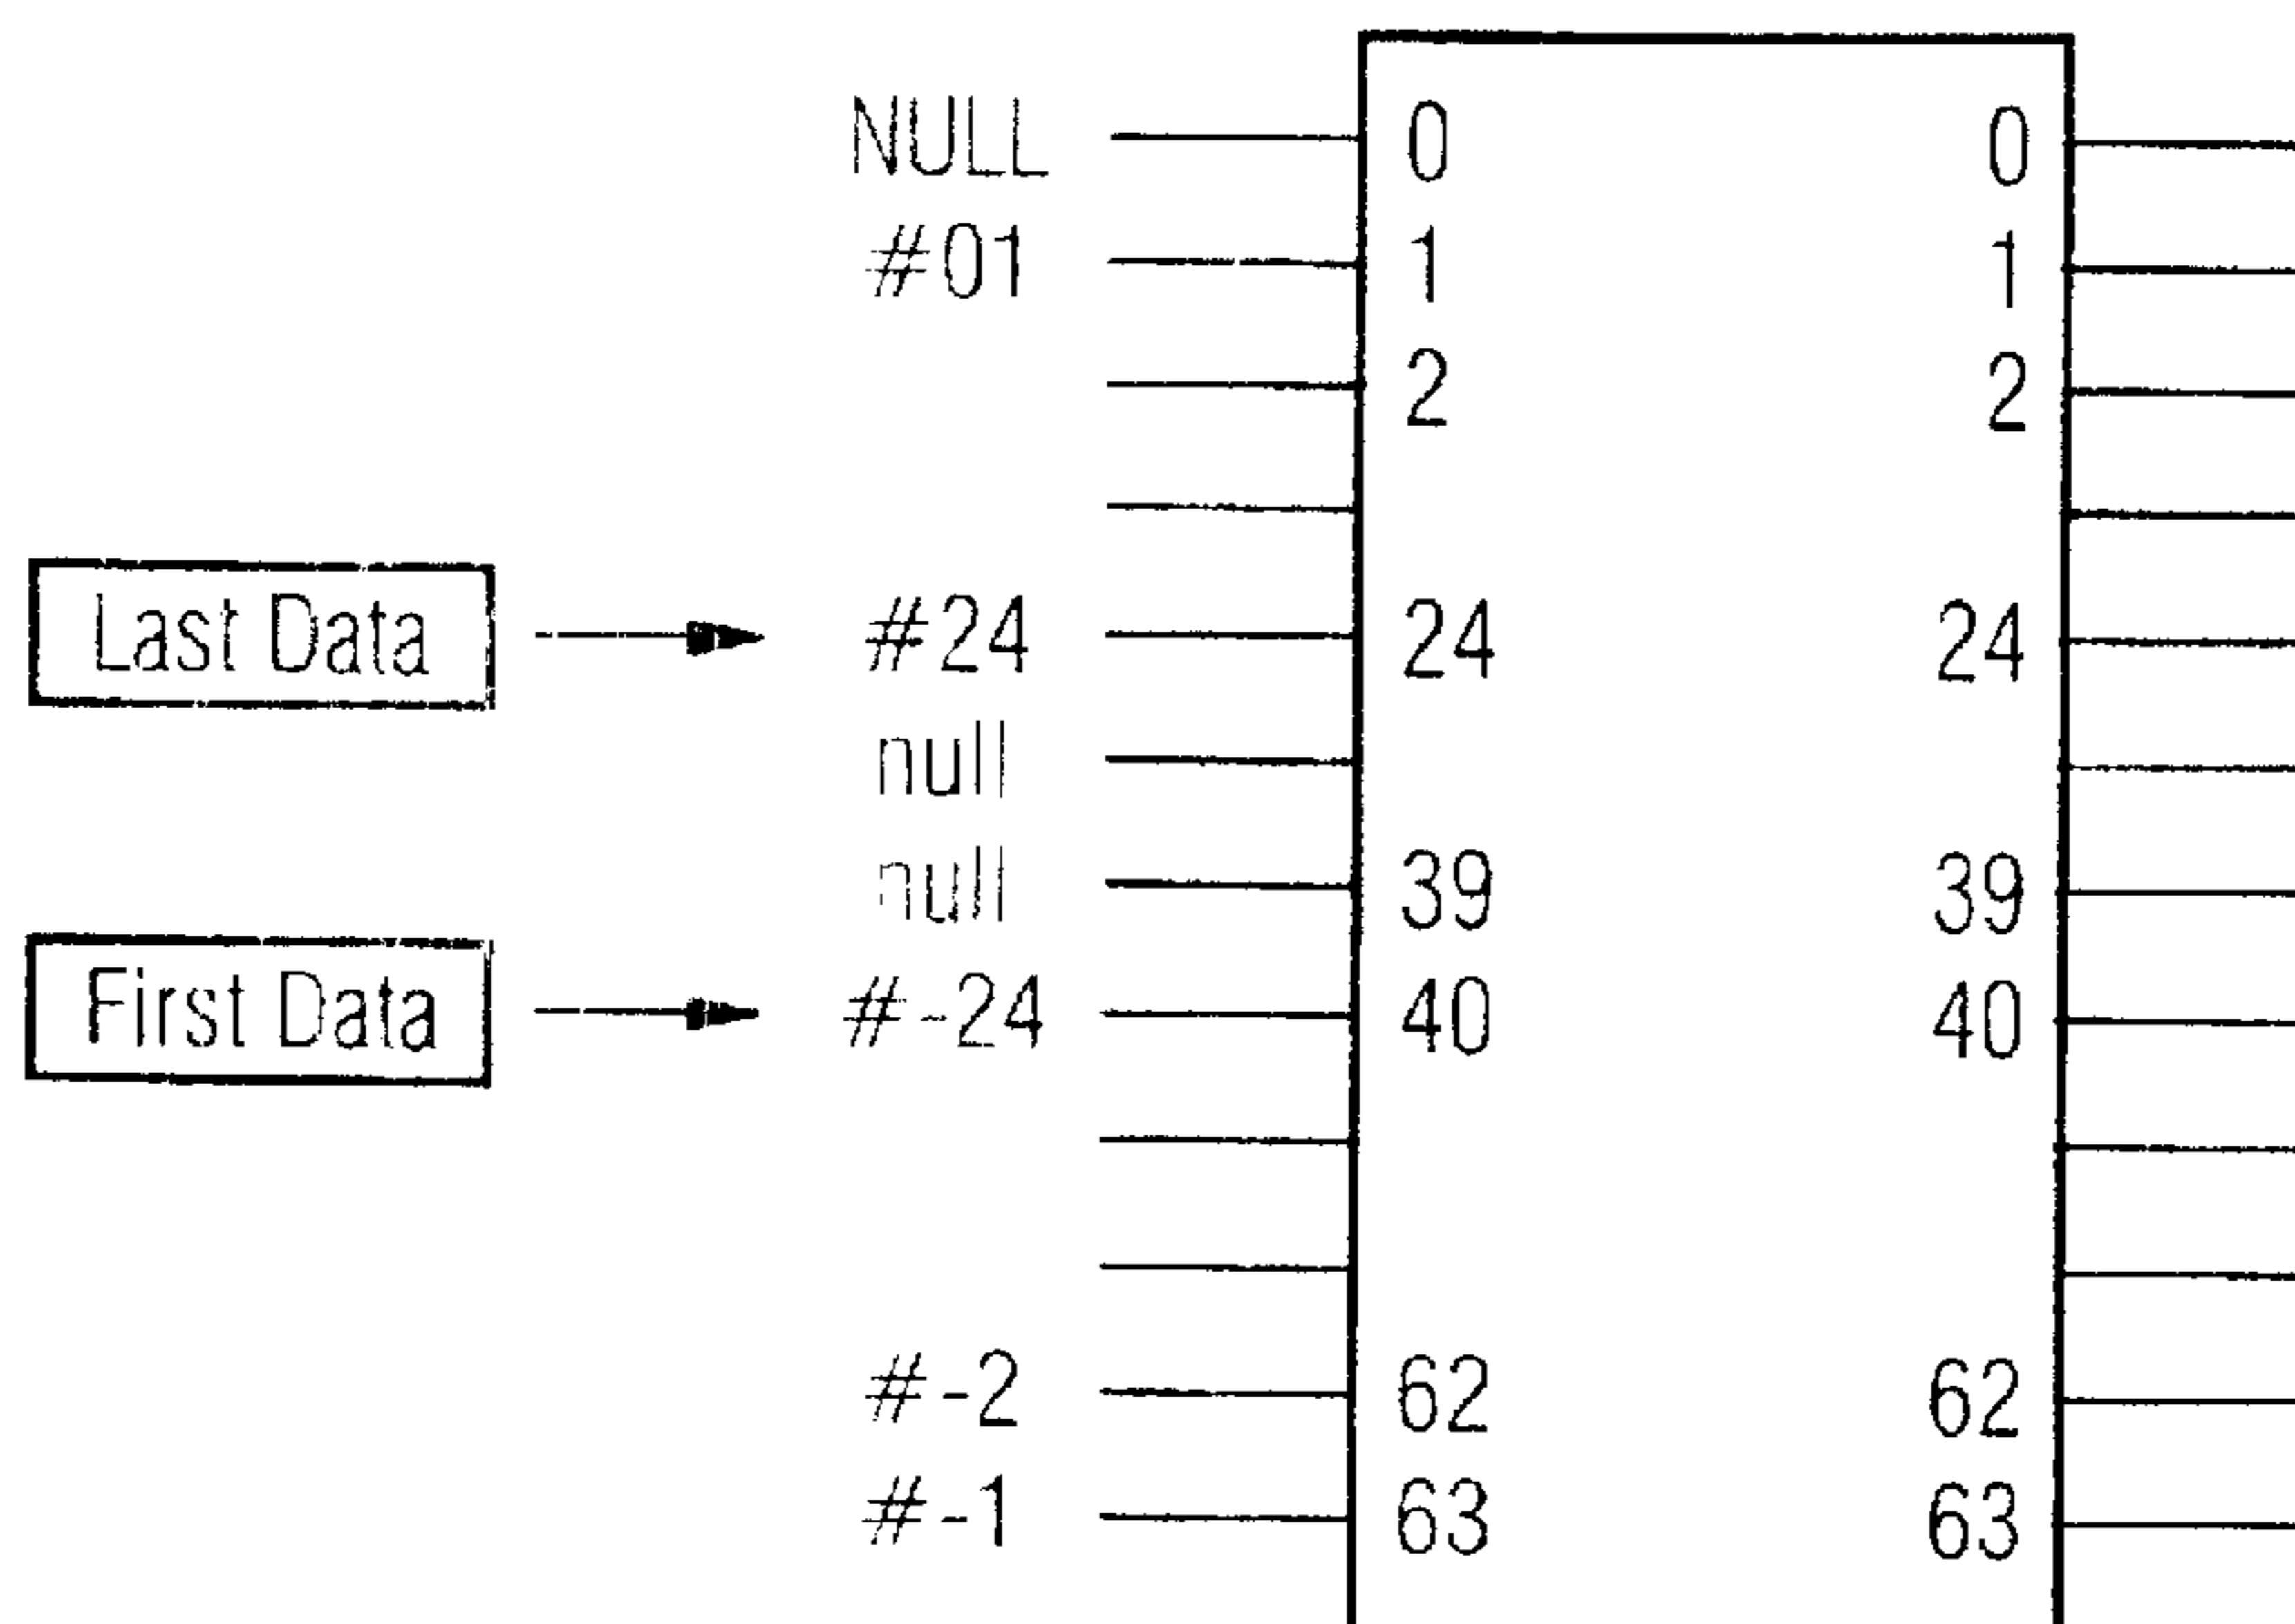 NULL 0 0
#01 1 1
2 2
Last Data #24 24 24
null
null 39 39
First Data #-24 40 40
#-2 62 62
#-1 63 63